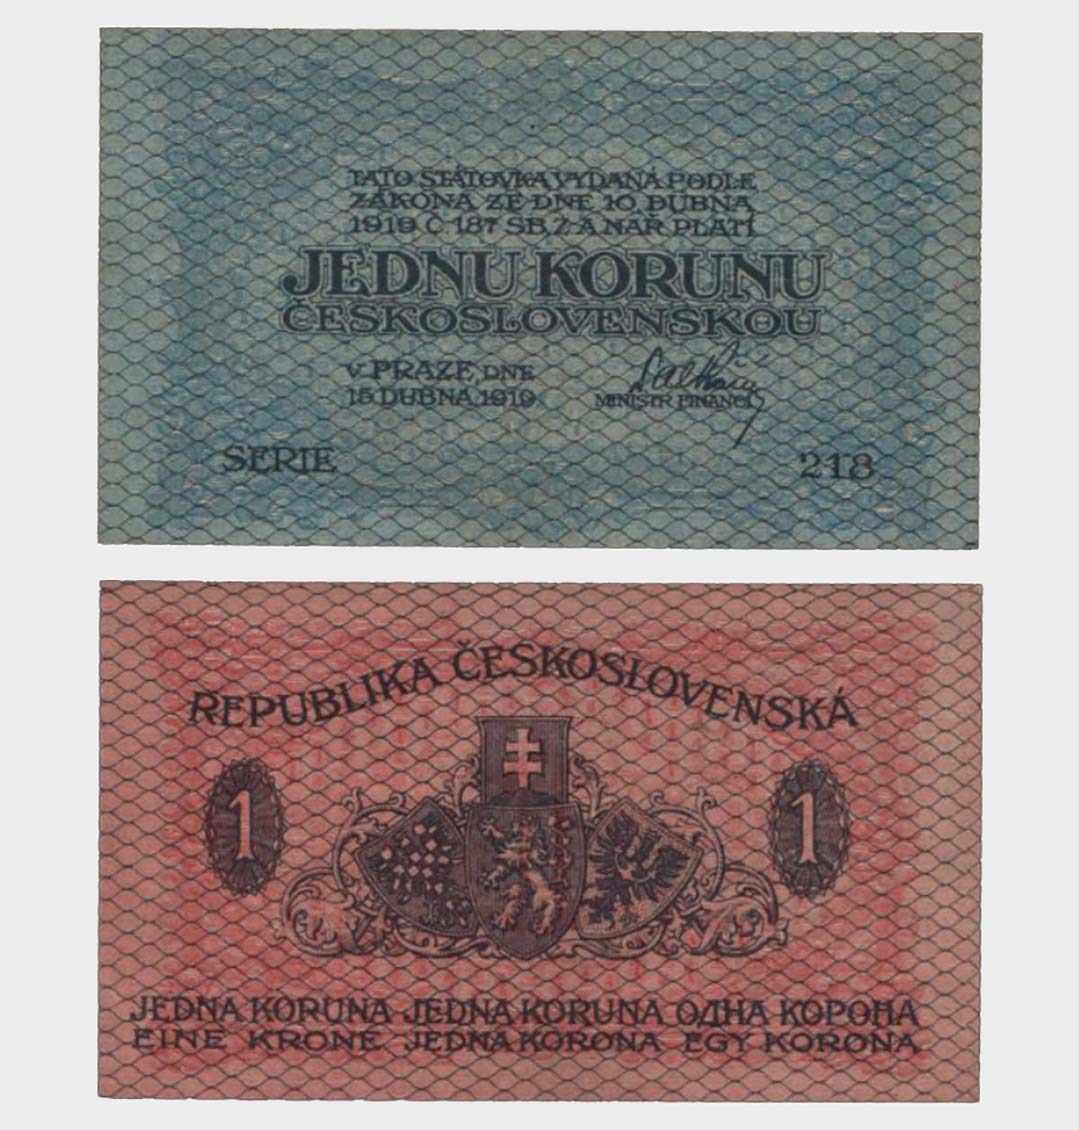 TATO STÁTOVKA VYDANÁ PODLE
ZÁKONA ZE DNE 10. DUBNA
1919 Č 187 SB. Z. A NAŘ. PLATÍ
JEDNU KORUNU
ČESKOSLOVENSKOU
V PRAZE, DNE
15. DUBNA 1919
MINISTR FINANCÍ
SERIE 218
REPUBLIKA ČESKOSLOVENSKÁ
1 1
JEDNA KORUNA JEDNA KORUNA ОДНА КОРОНА
EINE KRONE JEDNA KORONA EGY KORONA